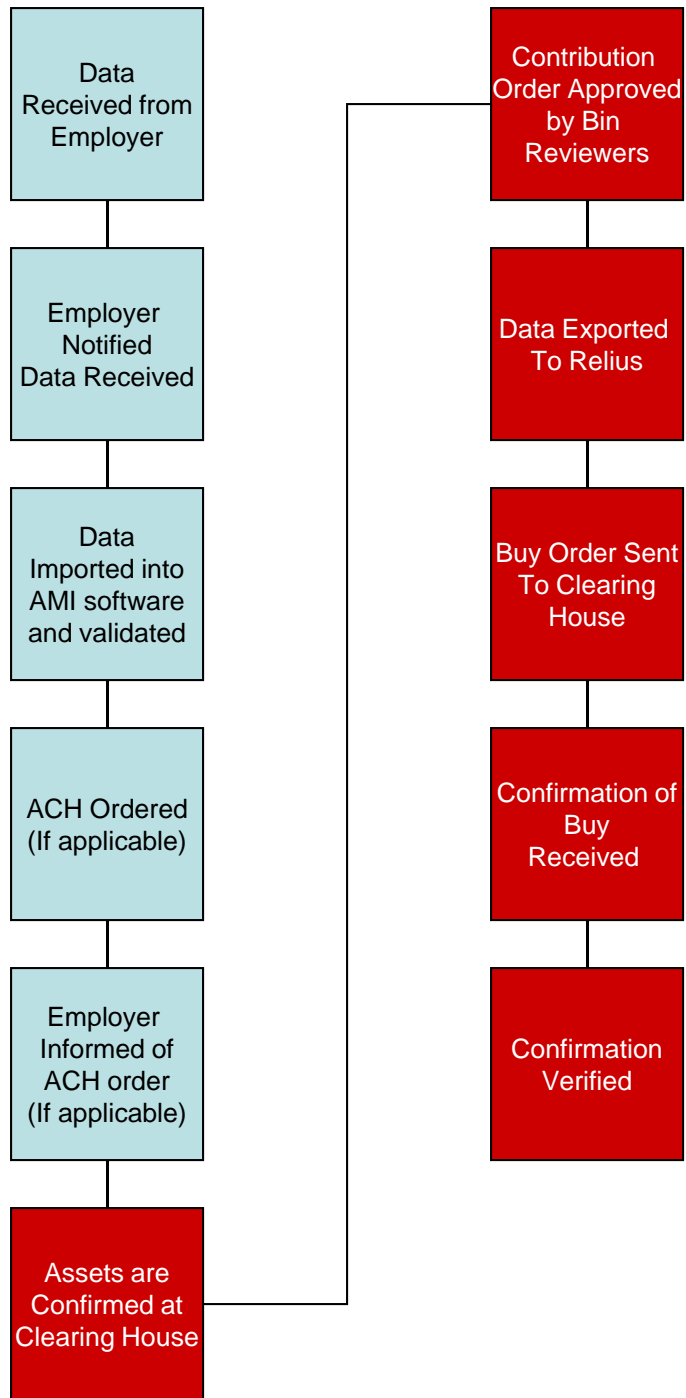 Data
Received from
Employer
Employer
Notified
Data Received
Data
Imported into
AMI software
and validated
ACH Ordered
(If applicable)
Employer
Informed of
ACH order
(If applicable)
Assets are
Confirmed at
Clearing House
Contribution
Order Approved
by Bin
Reviewers
Data Exported
To Relius
Buy Order Sent
To Clearing
House
Confirmation of
Buy
Received
Confirmation
Verified